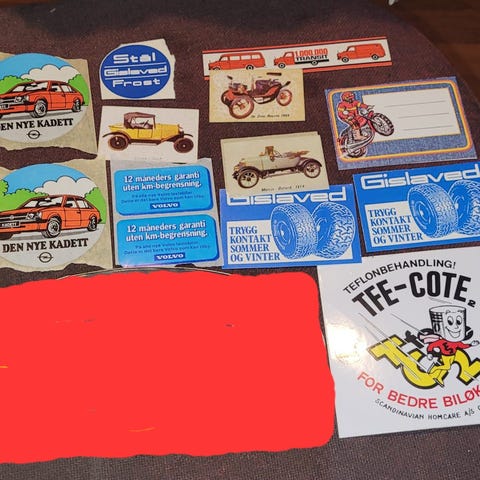 DEN NYE KADETT
Stål
Gislaved
Frost
1.000.000
TRANSIT
DEN NYE KADETT
12 måneders garanti
uten km-begrensning.
VOLVO
12 måneders garanti
uten km-begrensning.
VOLVO
Gislaved
TRYGG
KONTAKT
SOMMER
OG VINTER
Gislaved
TRYGG
KONTAKT
SOMMER
OG VINTER
TEFLONBEHANDLING!
TFE-COTE2
FOR BEDRE BILØK
SCANDINAVIAN HOMCARE A/S